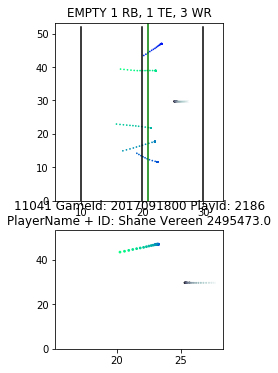 EMPTY 1 RB, 1 TE, 3 WR
50
40
30
20
10
0
10 20 30
11041 GameId: 2017091800 PlayId: 2186
PlayerName + ID: Shane Vereen 2495473.0
40
20
0
20 25